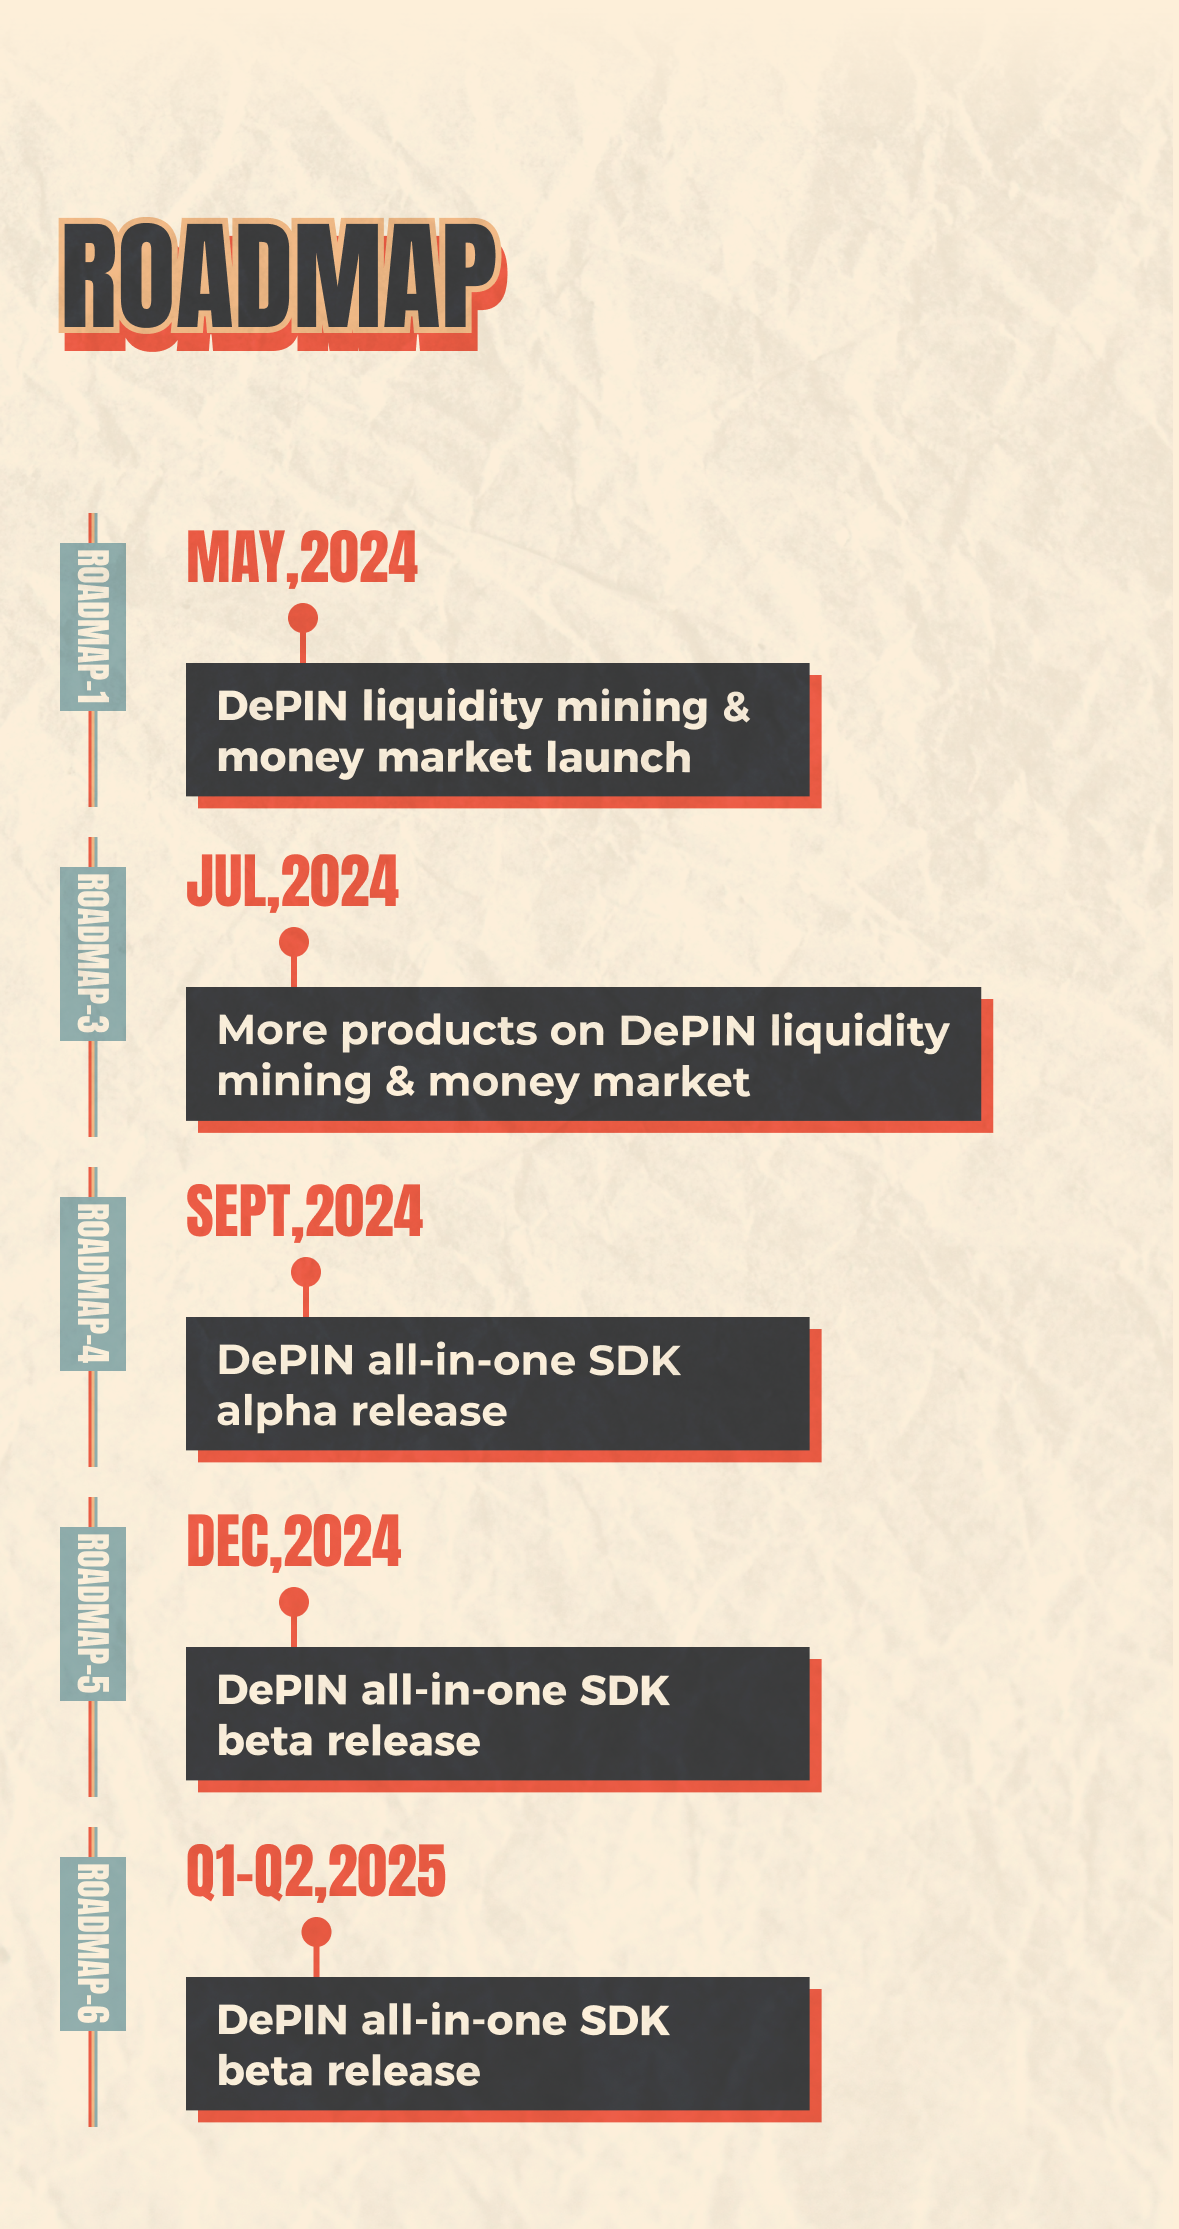 ROADMAP
ROADMAP-1
MAY,2024
DePIN liquidity mining &
money market launch
ROADMAP-3
JUL,2024
More products on DePIN liquidity
mining & money market
ROADMAP-4
SEPT,2024
DePIN all-in-one SDK
alpha release
ROADMAP-5
DEC,2024
DePIN all-in-one SDK
beta release
ROADMAP-6
Q1-Q2,2025
DePIN all-in-one SDK
beta release